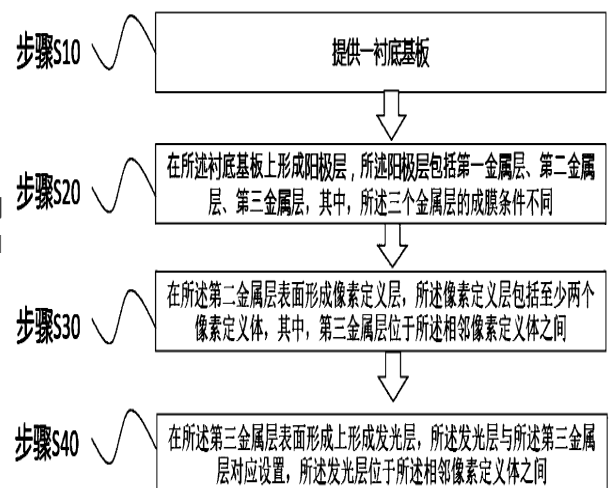 步骤S10
提供一衬底基板
步骤S20
在所述衬底基板上形成阳极层，所述阳极层包括第一金属层、第二金属
层、第三金属层，其中，所述三个金属层的成膜条件不同
步骤S30
在所述第二金属层表面形成像素定义层，所述像素定义层包括至少两个
像素定义体，其中，第三金属层位于所述相邻像素定义体之间
步骤S40
在所述第三金属层表面形成上形成发光层，所述发光层与所述第三金属
层对应设置，所述发光层位于所述相邻像素定义体之间